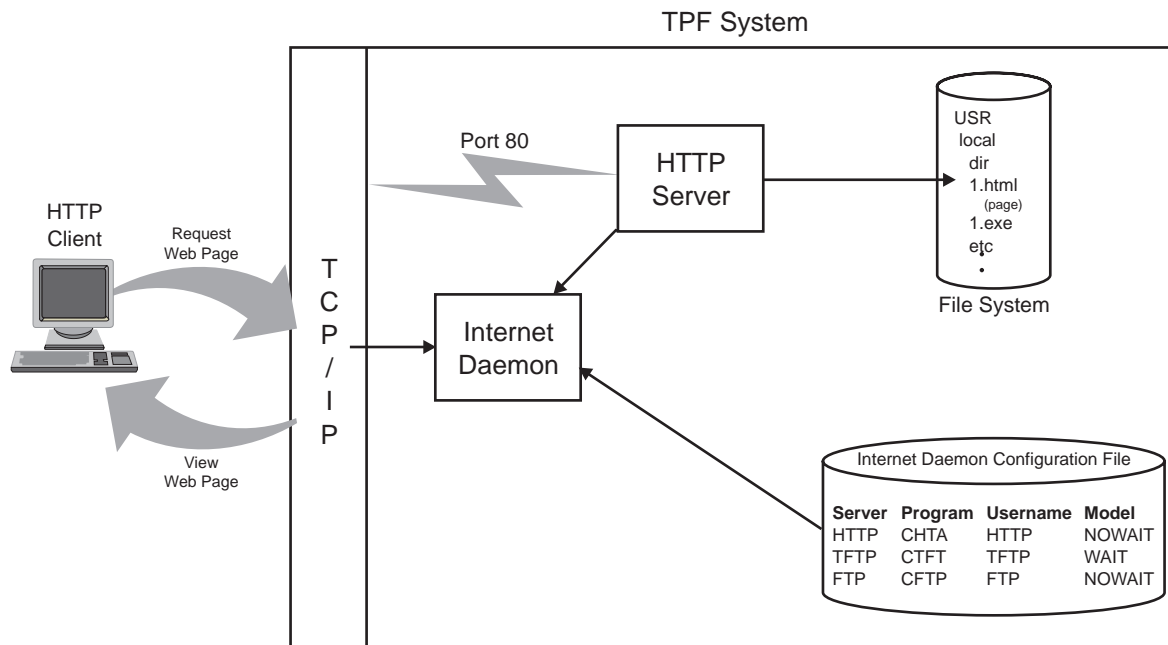 TPF System
Port 80
HTTP
Server
USR
local
dir
1.html
(page)
1.exe
etc
File System
HTTP
Client
Request
Web Page
View
Web Page
T
C
P
/
I
P
Internet
Daemon
Internet Daemon Configuration File
Server Program Username Model
HTTP CHTA HTTP NOWAIT
TFTP CTFT TFTP WAIT
FTP CFTP FTP NOWAIT